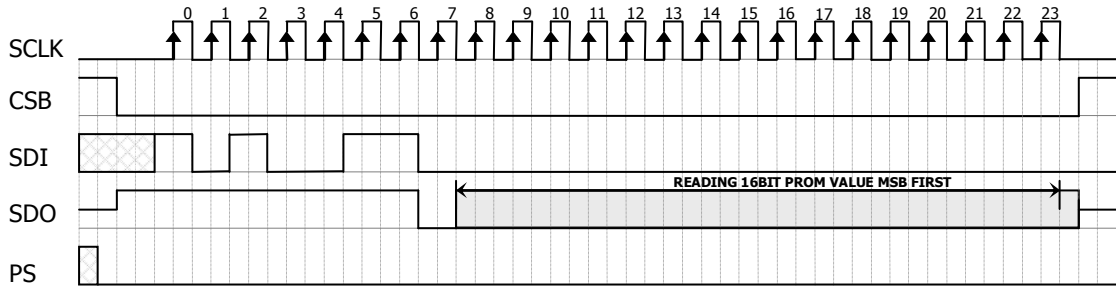 0 1 2 3 4 5 6 7 8 9 10 11 12 13 14 15 16 17 18 19 20 21 22 23
SCLK
CSB
SDI
READING 16BIT PROM VALUE MSB FIRST
SDO
PS